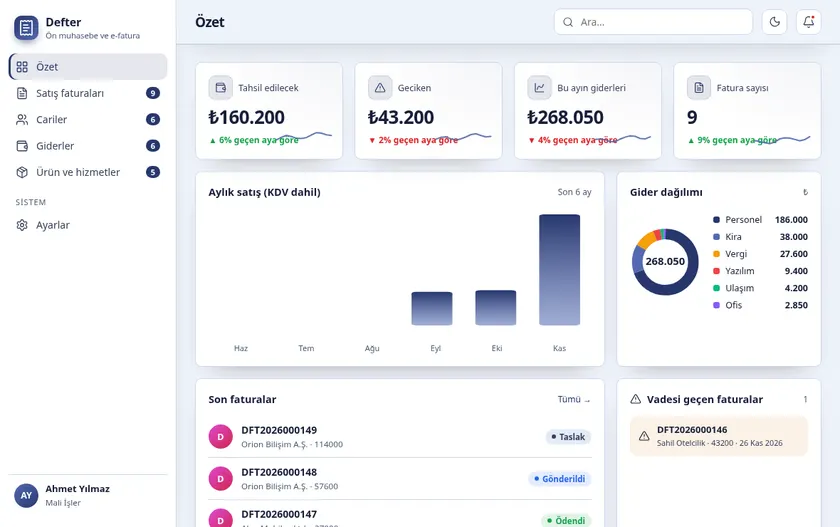 Defter
Ön muhasebe ve e-fatura
Özet
Satış faturaları 9
Cariler 6
Giderler 6
Ürün ve hizmetler 5
SİSTEM
Ayarlar
AY
Ahmet Yılmaz
Mali İşler
Özet
Ara...
Tahsil edilecek
₺160.200
▲ 6% geçen aya göre
Geciken
₺43.200
▼ 2% geçen aya göre
Bu ayın giderleri
₺268.050
▼ 4% geçen aya göre
Fatura sayısı
9
▲ 9% geçen aya göre
Aylık satış (KDV dahil)
Son 6 ay
Haz Tem Ağu Eyl Eki Kas
Gider dağılımı
₺
268.050
Personel 186.000
Kira 38.000
Vergi 27.600
Yazılım 9.400
Ulaşım 4.200
Ofis 2.850
Son faturalar
Tümü →
D
DFT2026000149
Orion Bilişim A.Ş. · 114000
Taslak
D
DFT2026000148
Orion Bilişim A.Ş. · 57600
Gönderildi
D
DFT2026000147
Ödendi
Vadesi geçen faturalar 1
DFT2026000146
Sahil Otelcilik · 43200 · 26 Kas 2026